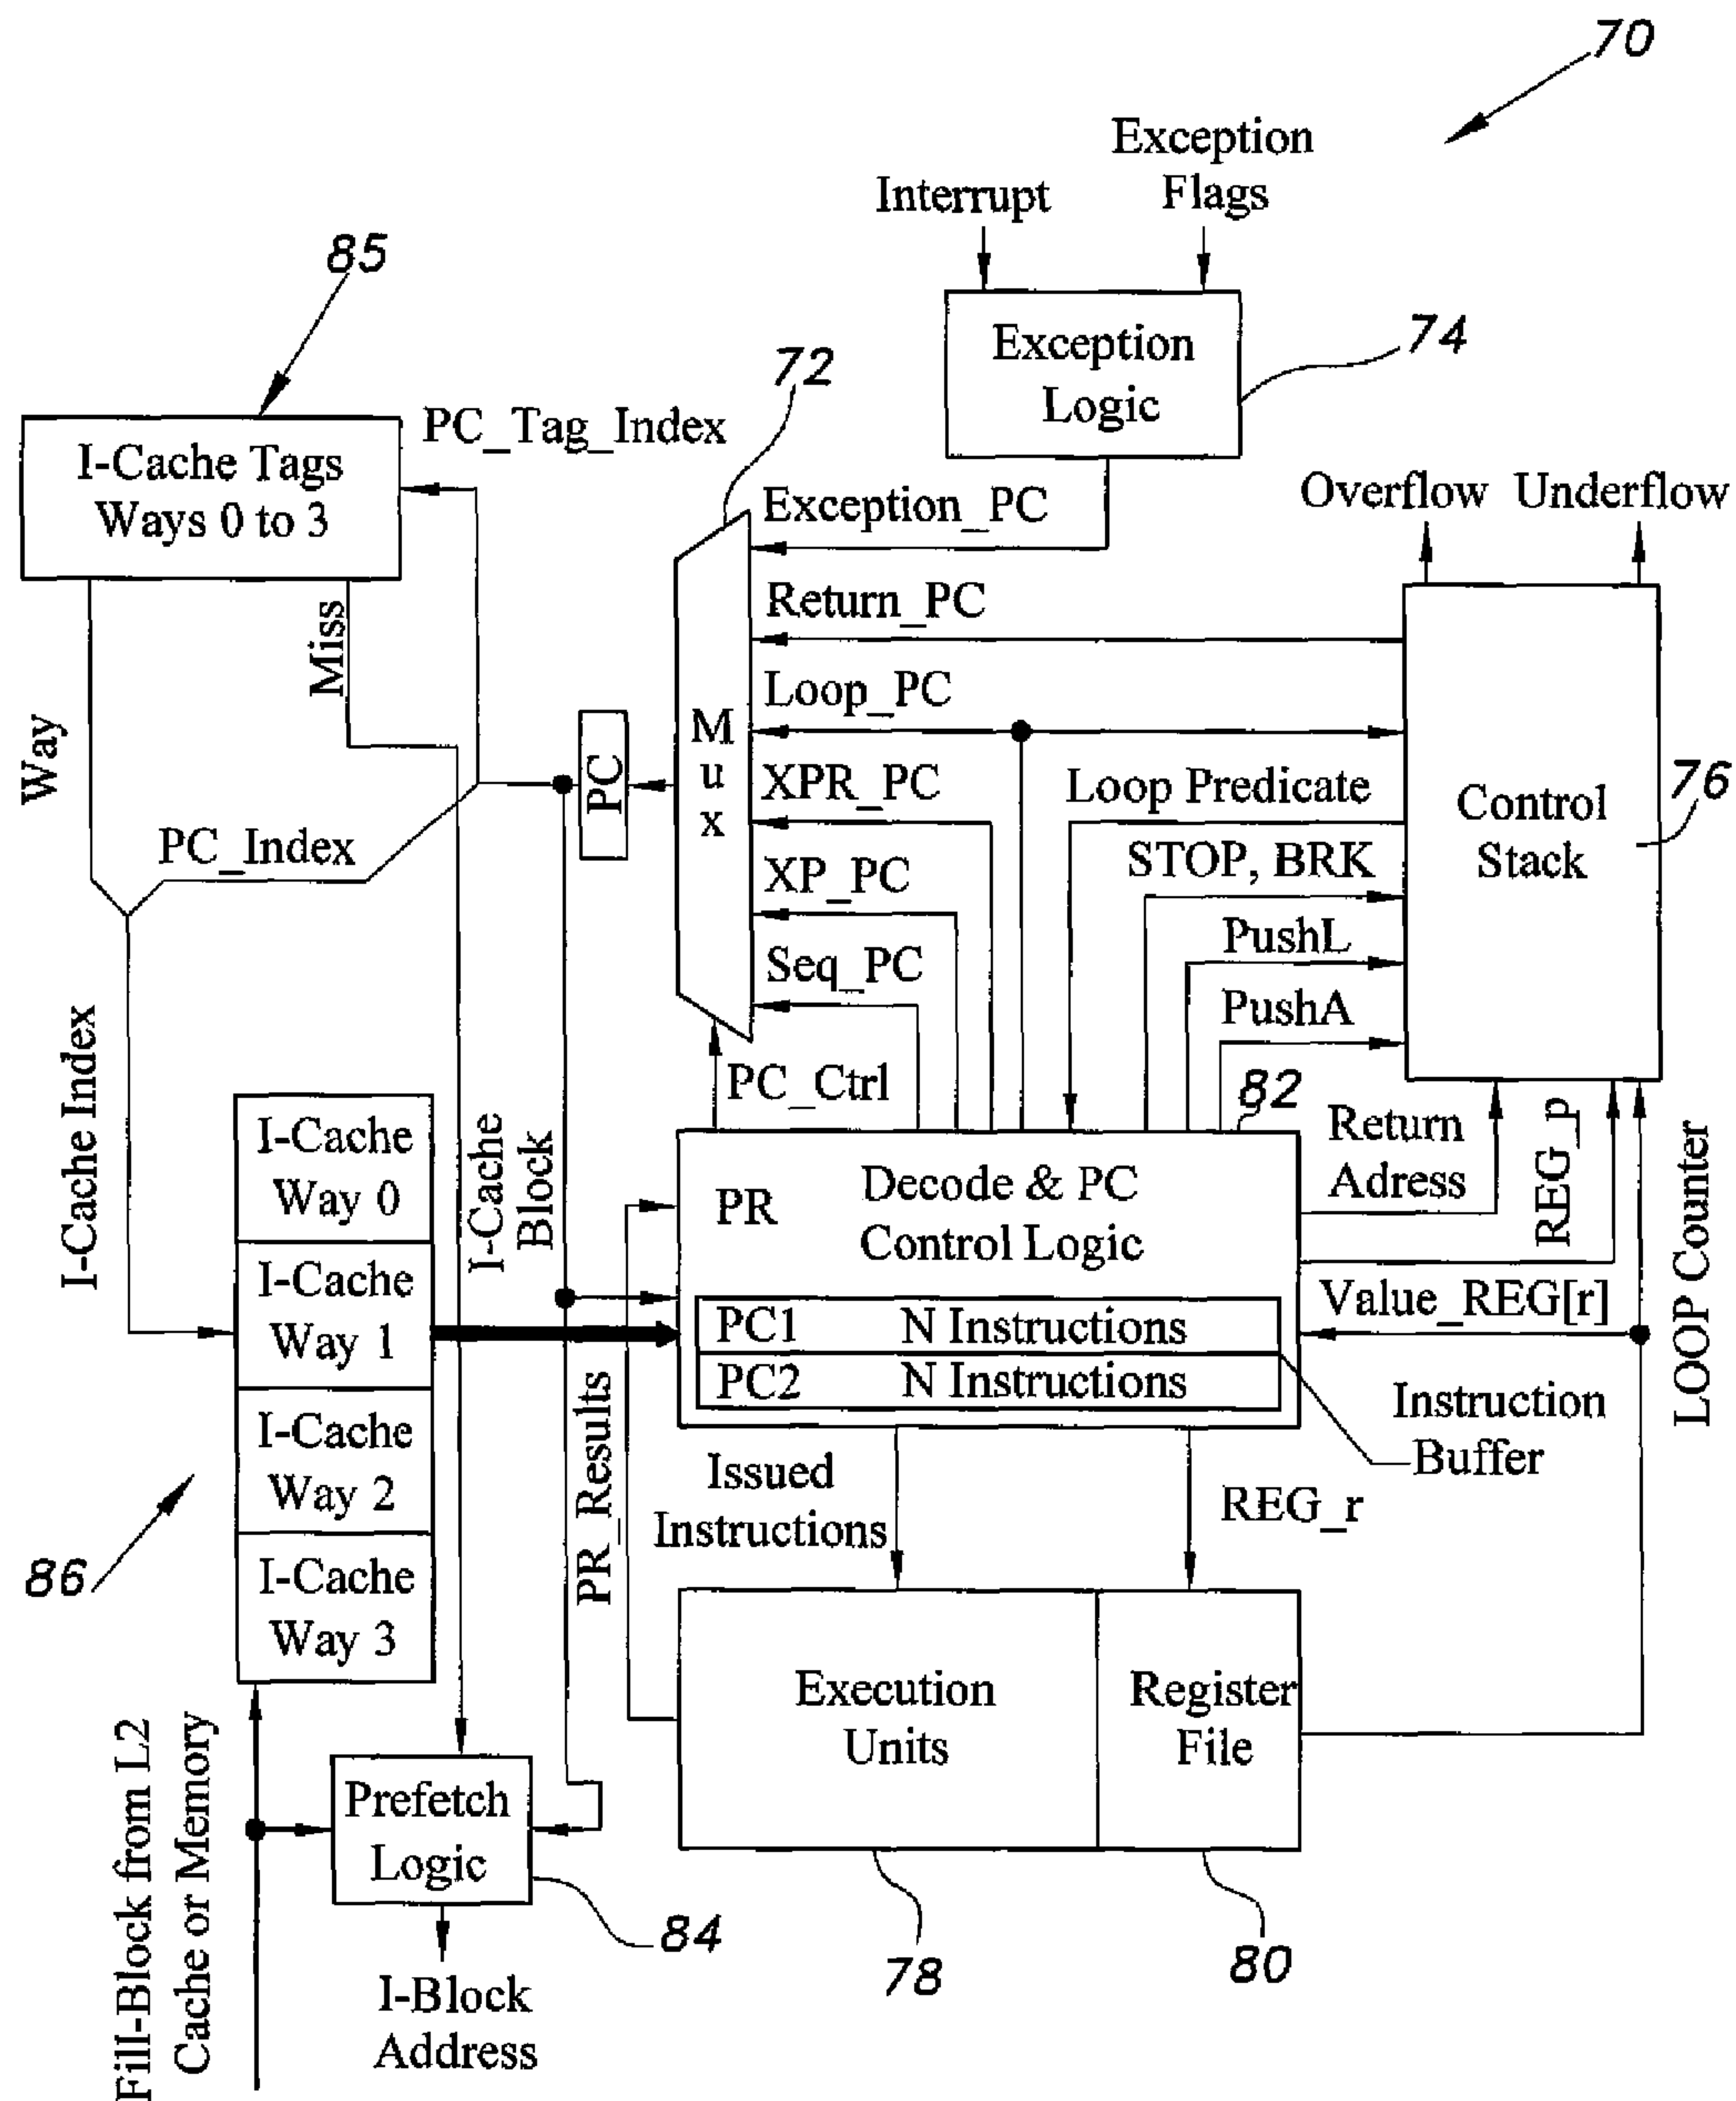 70
Exception
Flags
Interrupt
85
Exception
Logic
74
72
PC_Tag_Index
I-Cache Tags
Ways 0 to 3
Exception_PC
Overflow Underflow
Return_PC
Miss
Way
Loop_PC
Mux
PC
XPR_PC
Loop Predicate
Control
Stack
76
PC_Index
STOP, BRK
XP_PC
PushL
Seq_PC
PushA
I-Cache Index
PC_Ctrl
82
I-Cache
Way 0
I-Cache
Block
PR
Decode & PC
Control Logic
Return
Adress
REG_p
LOOP Counter
I-Cache
Way 1
PC1 N Instructions
Value_REG[r]
PC2 N Instructions
PR_Results
Instruction
Buffer
I-Cache
Way 2
Issued
Instructions
REG_r
86
I-Cache
Way 3
Execution
Units
Register
File
Fill-Block from L2
Cache or Memory
Prefetch
Logic
84
78
80
I-Block
Address